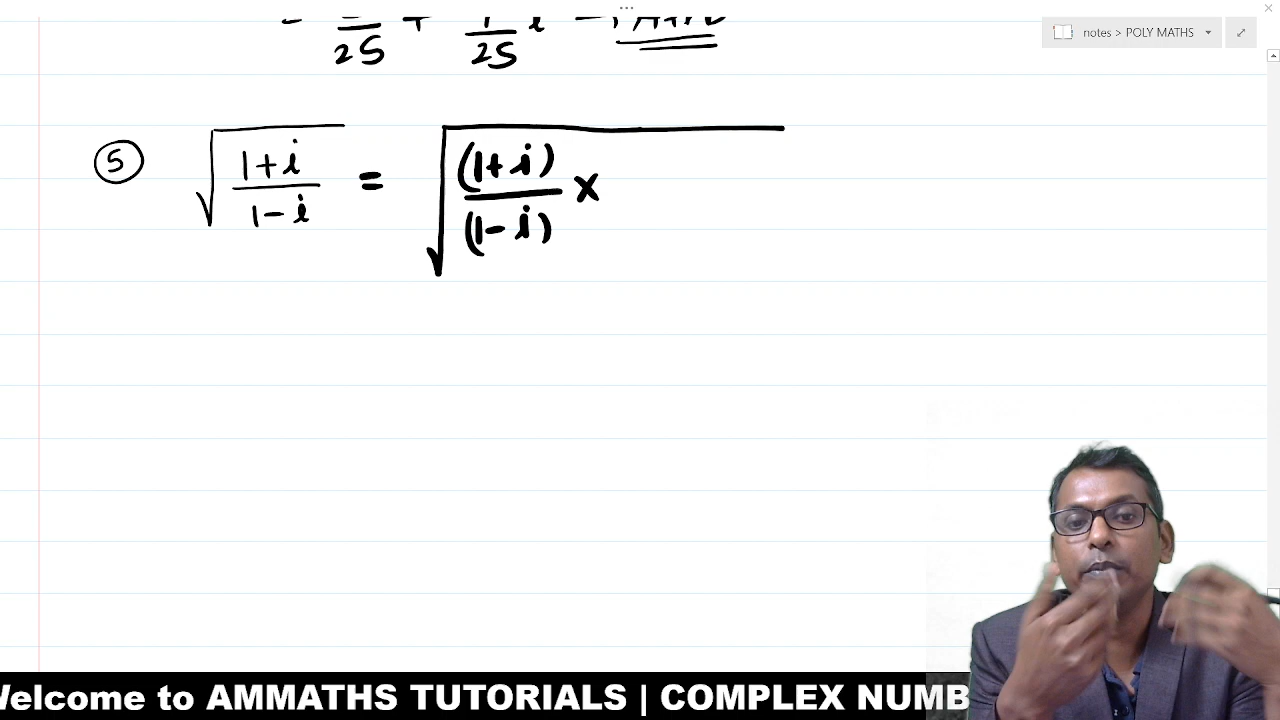 notes > POLY MATHS
25 + 25 i
5 √((1+i)/(1-i)) = √((1+i)/(1-i) ×
Welcome to AMMATHS TUTORIALS | COMPLEX NUMB